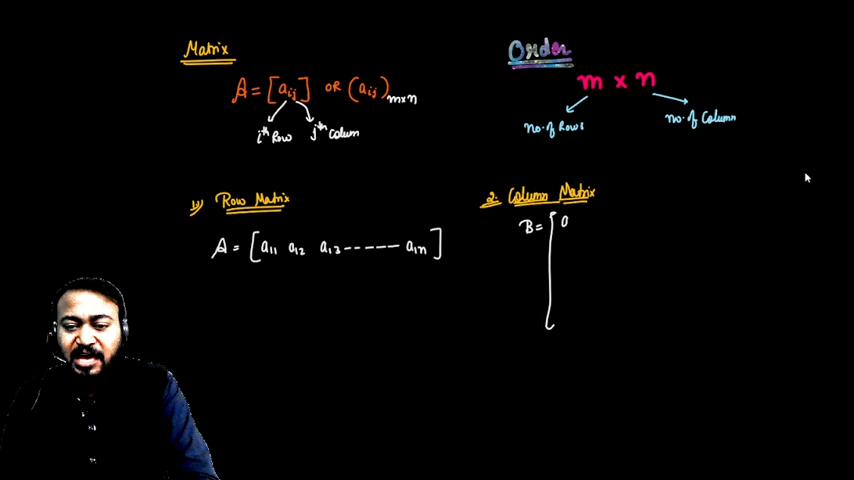 Matrix
A = [aij] OR (aij)m×n
ith Row jth Column
Order
m × n
no. of Rows
no. of Column
1) Row Matrix
A = [a11 a12 a13 ------ a1n]
2. Column Matrix
B = [0